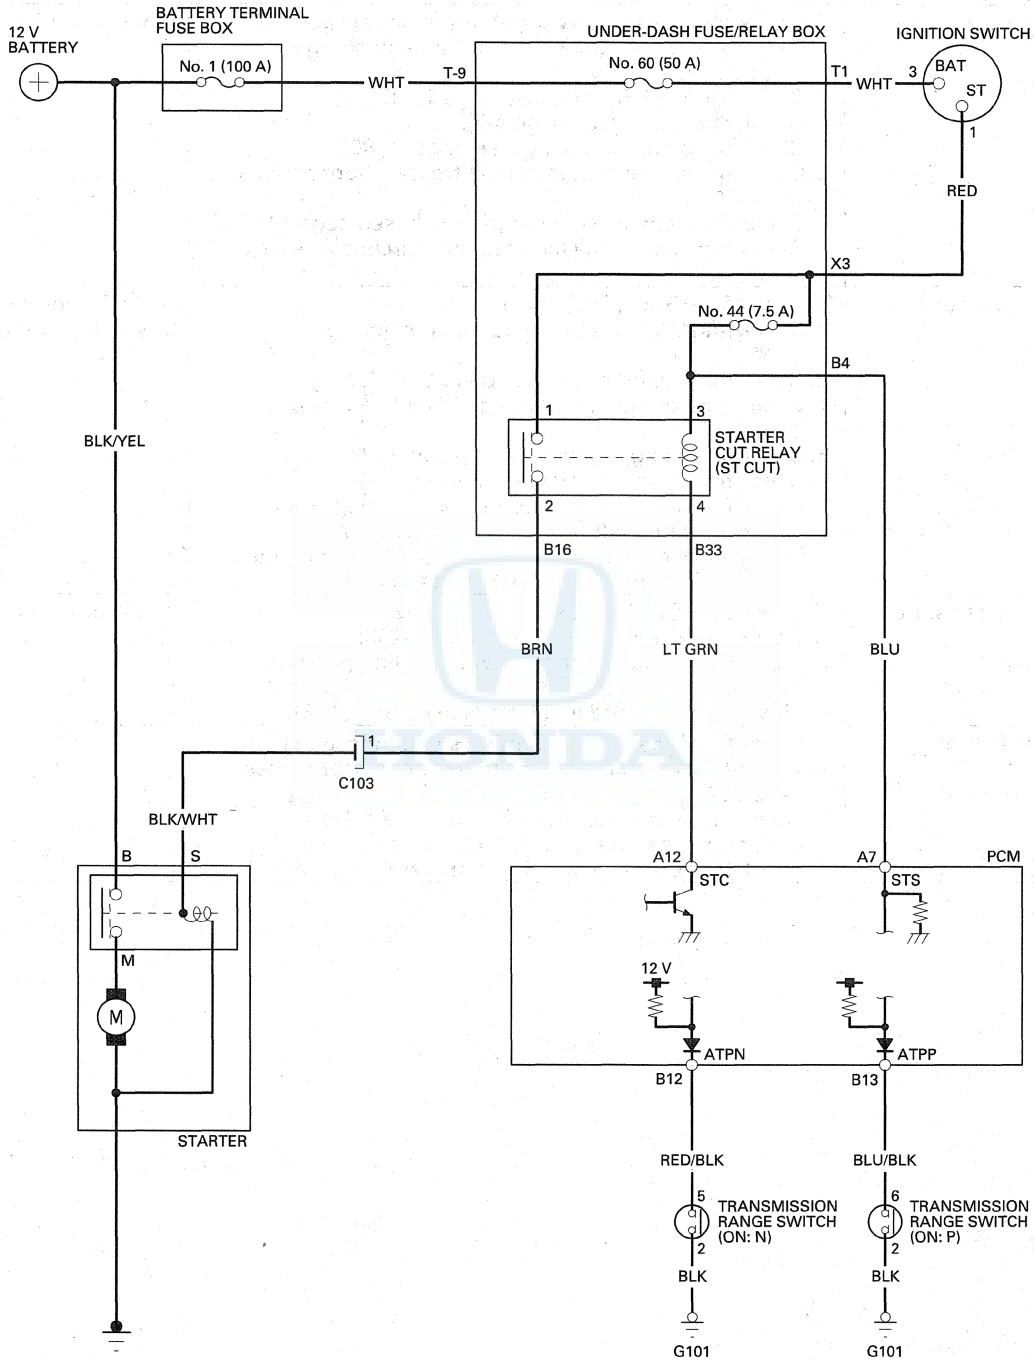 12 V
BATTERY
BATTERY TERMINAL
FUSE BOX
No. 1 (100 A)
WHT
T-9
UNDER-DASH FUSE/RELAY BOX
No. 60 (50 A)
T1
WHT
3
IGNITION SWITCH
BAT
ST
1
RED
X3
No. 44 (7.5 A)
B4
BLK/YEL
1
3
STARTER
CUT RELAY
(ST CUT)
2
4
B16
B33
BRN
LT GRN
BLU
HONDA
1
C103
BLK/WHT
B
S
M
M
STARTER
A12
A7
PCM
STC
STS
12 V
ATPN
ATPP
B12
B13
RED/BLK
BLU/BLK
5
TRANSMISSION
RANGE SWITCH
(ON: N)
2
6
TRANSMISSION
RANGE SWITCH
(ON: P)
2
BLK
BLK
G101
G101